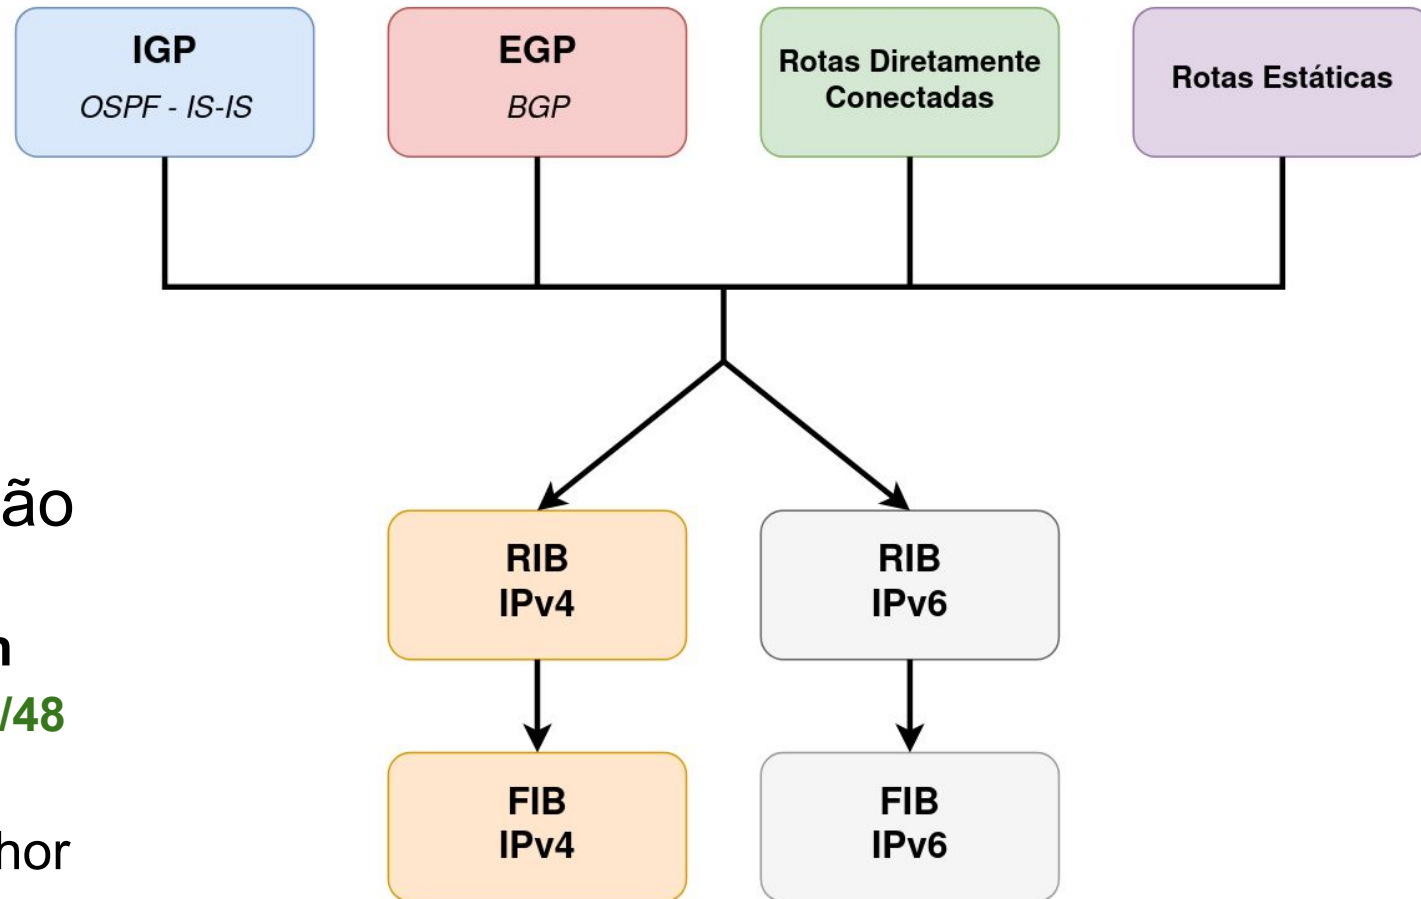 IGP
OSPF - IS-IS
EGP
BGP
Rotas Diretamente
Conectadas
Rotas Estáticas
ão
/48
hor
RIB
IPv4
RIB
IPv6
FIB
IPv4
FIB
IPv6